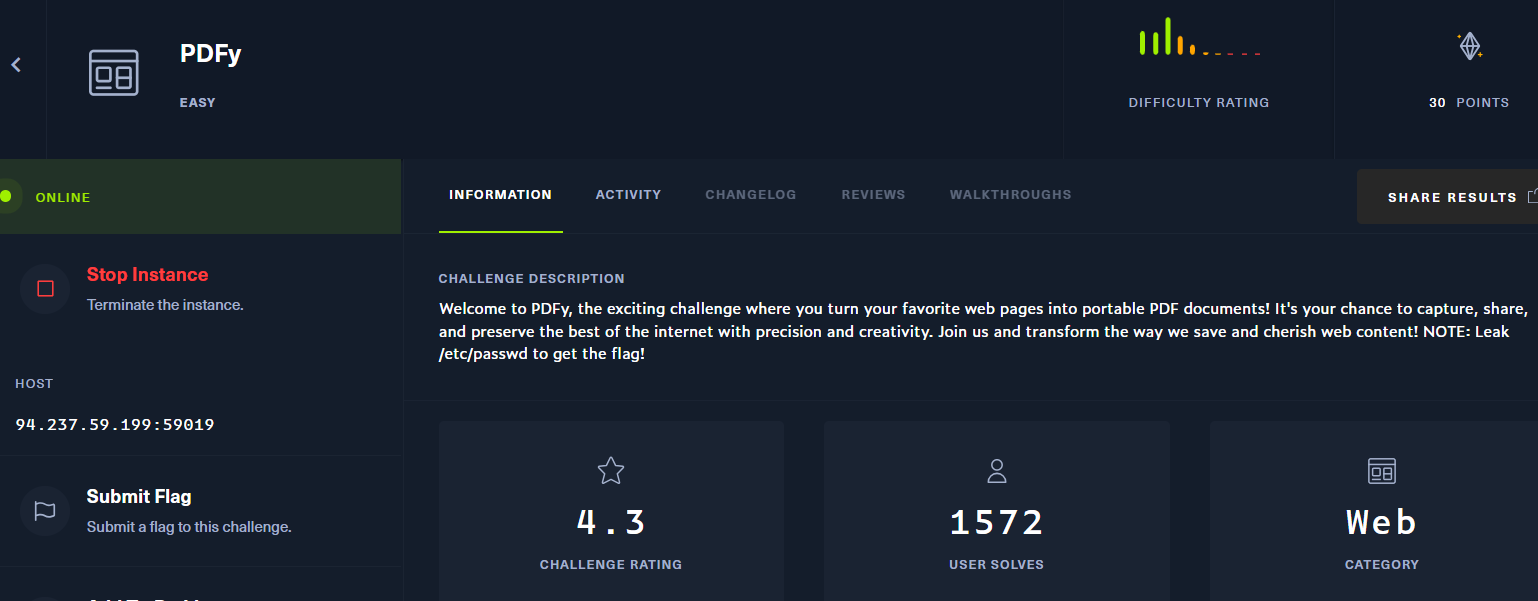 PDFy
EASY
DIFFICULTY RATING
30 POINTS
ONLINE
INFORMATION
ACTIVITY
CHANGELOG
REVIEWS
WALKTHROUGHS
SHARE RESULTS
Stop Instance
Terminate the instance.
HOST
94.237.59.199:59019
Submit Flag
Submit a flag to this challenge.
CHALLENGE DESCRIPTION
Welcome to PDFy, the exciting challenge where you turn your favorite web pages into portable PDF documents! It's your chance to capture, share,
and preserve the best of the internet with precision and creativity. Join us and transform the way we save and cherish web content! NOTE: Leak
/etc/passwd to get the flag!
4.3
CHALLENGE RATING
1572
USER SOLVES
Web
CATEGORY